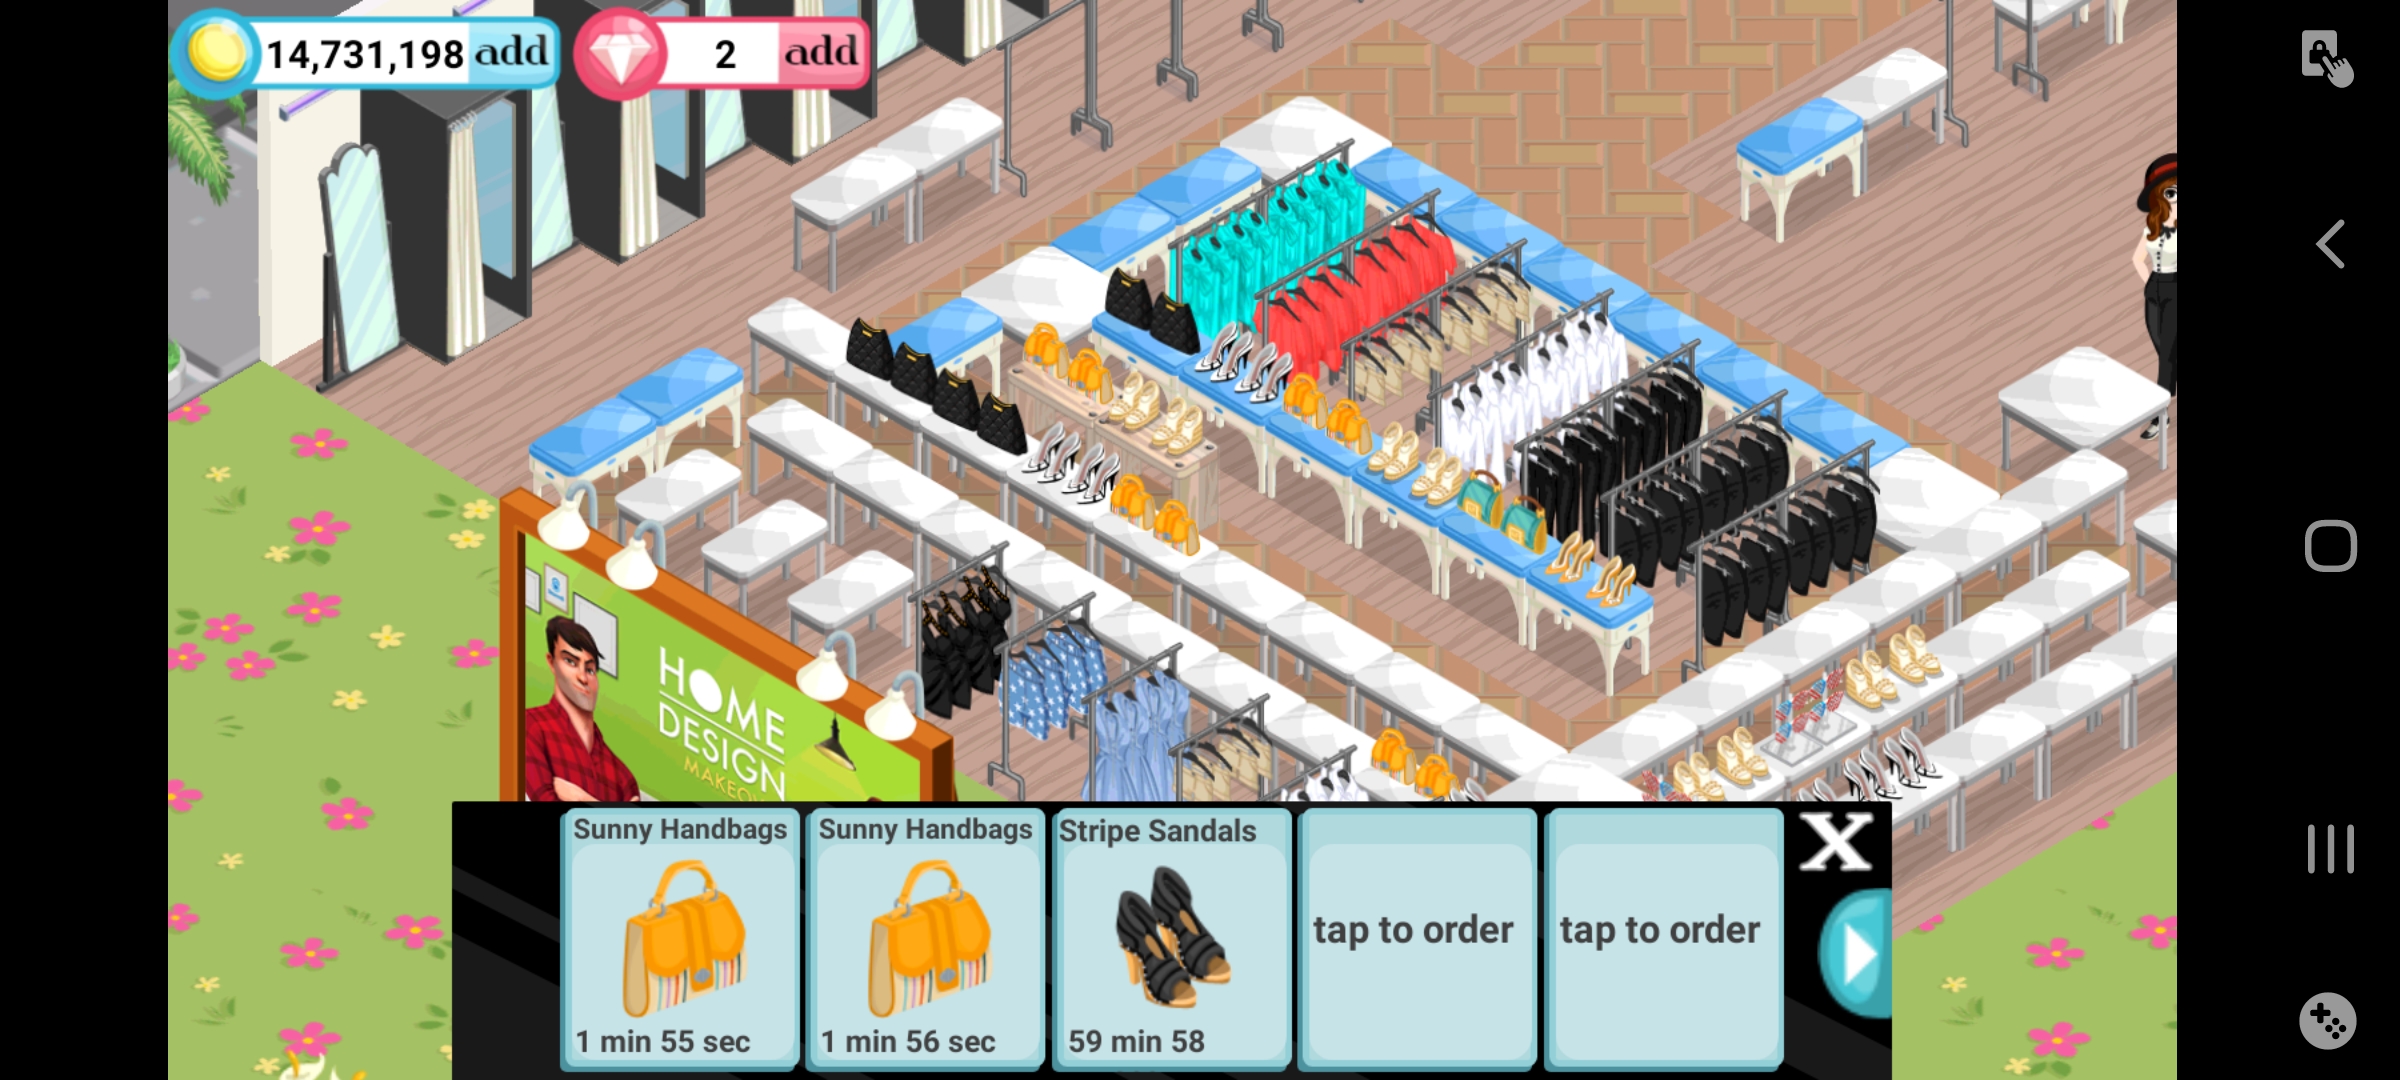 14,731,198 add
2 add
HOME
DESIGN
MAKEO
Sunny Handbags
1 min 55 sec
Sunny Handbags
1 min 56 sec
Stripe Sandals
59 min 58
tap to order
tap to order
X